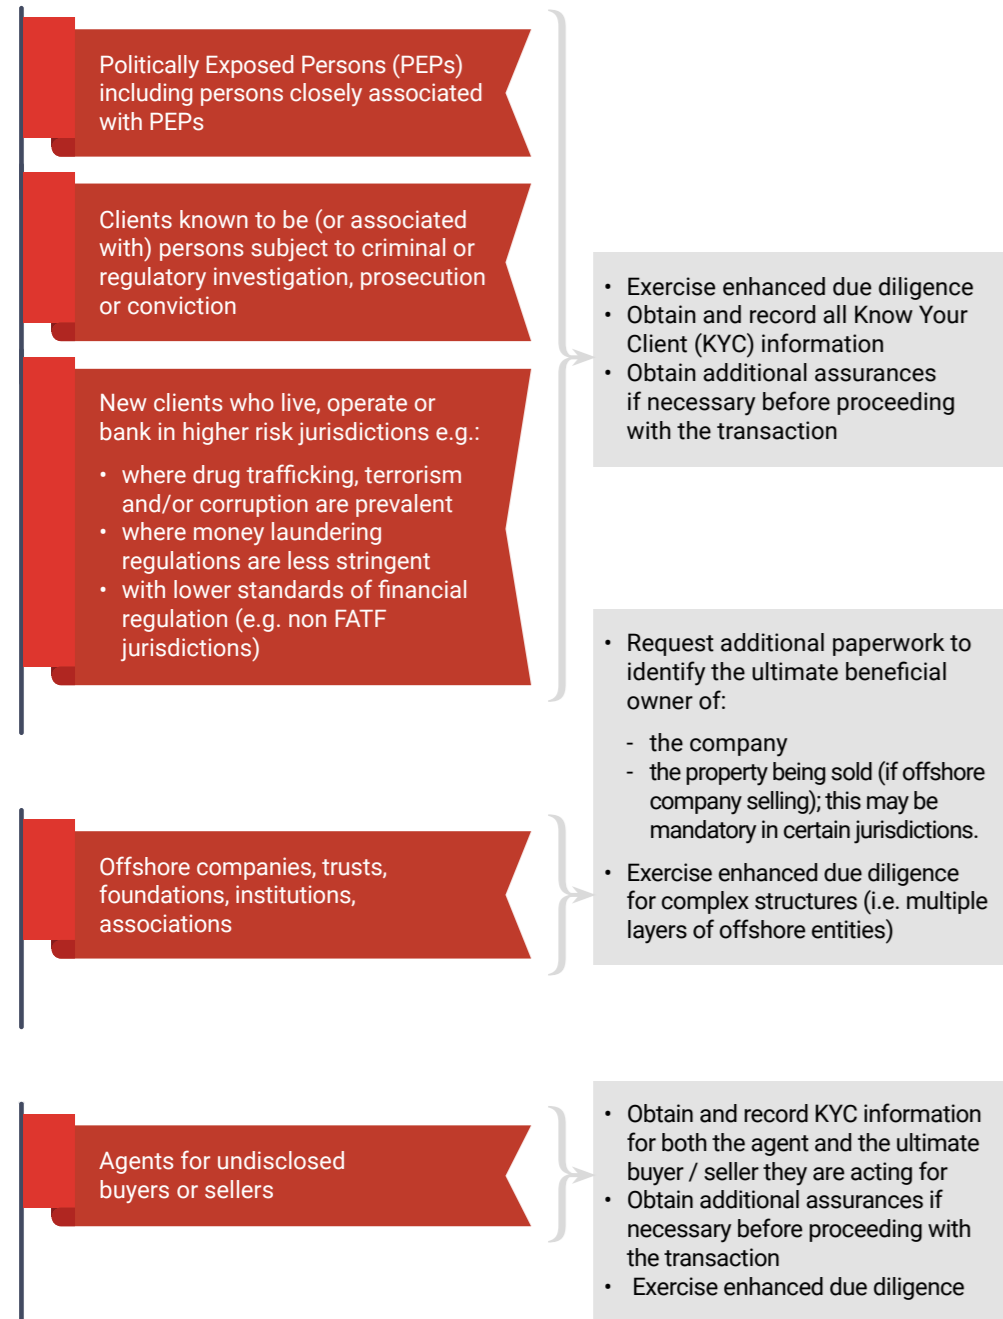 Politically Exposed Persons (PEPs)
including persons closely associated
with PEPs
Clients known to be (or associated
with) persons subject to criminal or
regulatory investigation, prosecution
or conviction
New clients who live, operate or
bank in higher risk jurisdictions e.g.:
• where drug trafficking, terrorism
and/or corruption are prevalent
• where money laundering
regulations are less stringent
• with lower standards of financial
regulation (e.g. non FATF
jurisdictions)
• Exercise enhanced due diligence
• Obtain and record all Know Your
Client (KYC) information
• Obtain additional assurances
if necessary before proceeding
with the transaction
Offshore companies, trusts,
foundations, institutions,
associations
• Request additional paperwork to
identify the ultimate beneficial
owner of:
- the company
- the property being sold (if offshore
company selling); this may be
mandatory in certain jurisdictions.
• Exercise enhanced due diligence
for complex structures (i.e. multiple
layers of offshore entities)
Agents for undisclosed
buyers or sellers
• Obtain and record KYC information
for both the agent and the ultimate
buyer / seller they are acting for
• Obtain additional assurances if
necessary before proceeding with
the transaction
• Exercise enhanced due diligence